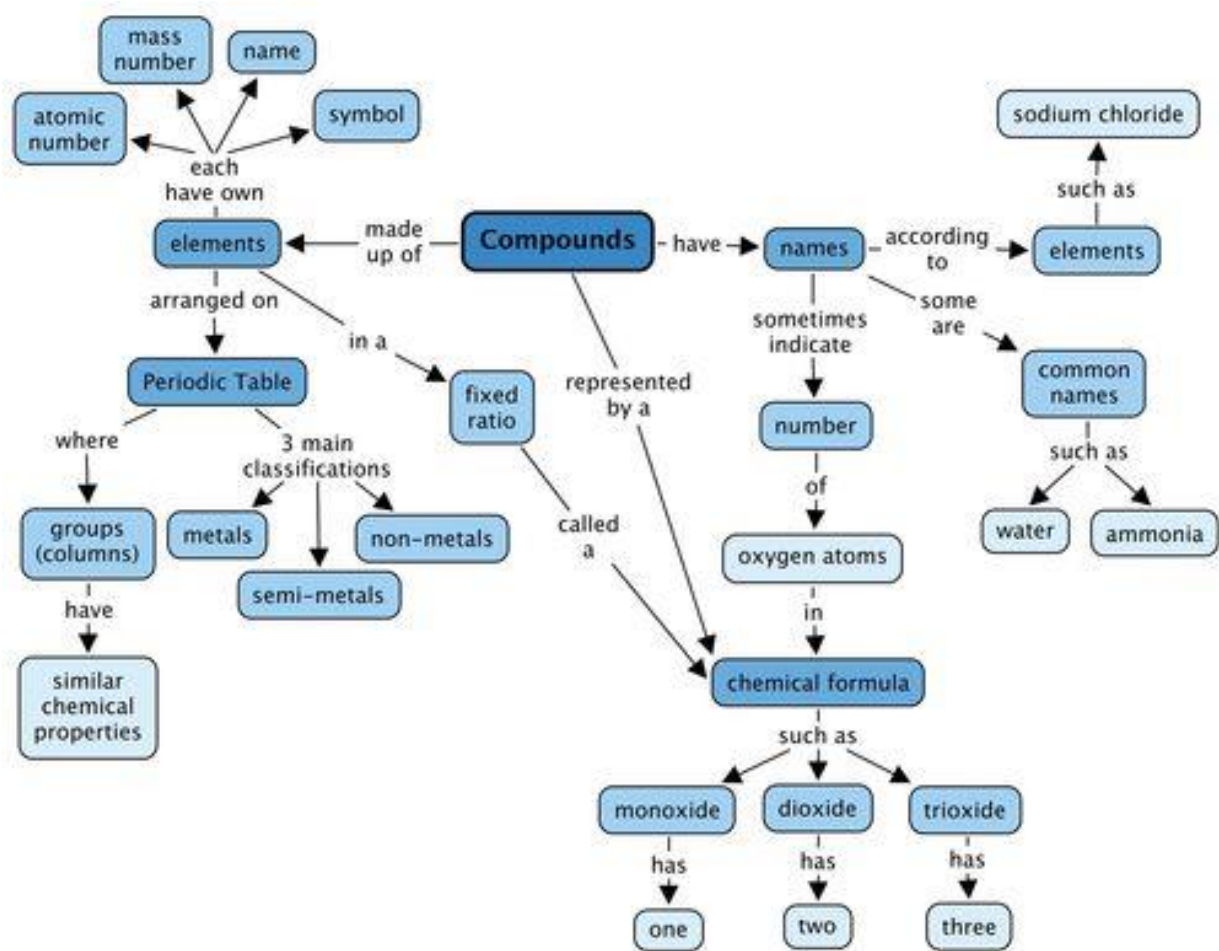 mass
number
name
atomic
number
symbol
each
have own
elements
made
up of
Compounds
have
names
according
to
elements
such as
sodium chloride
arranged on
in a
Periodic Table
fixed
ratio
represented
by a
sometimes
indicate
some
are
common
names
number
where
3 main
classifications
such as
groups
(columns)
metals
non-metals
semi-metals
called
a
of
oxygen atoms
water
ammonia
have
in
similar
chemical
properties
chemical formula
such as
monoxide
dioxide
trioxide
has
has
has
one
two
three